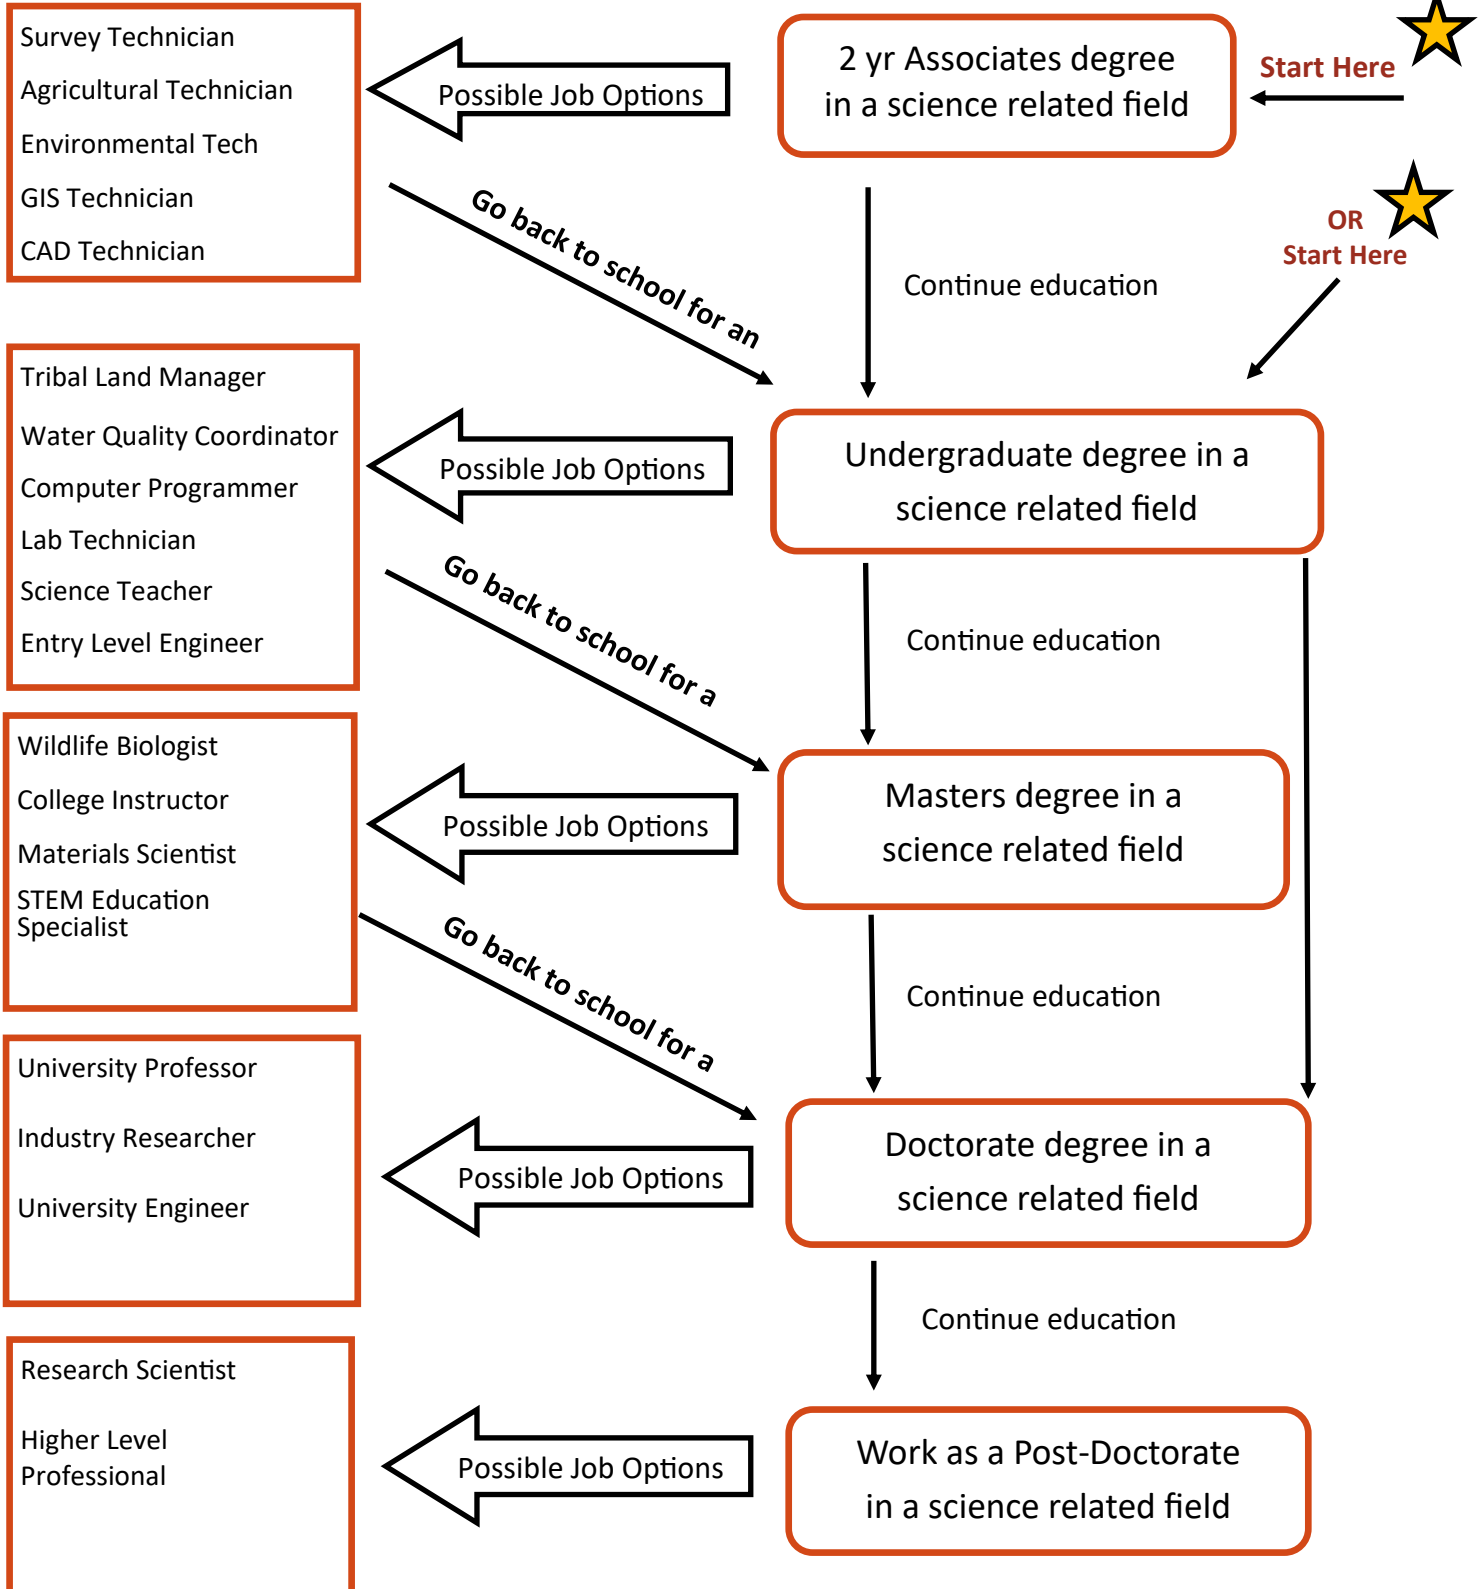 Survey Technician
Agricultural Technician
Environmental Tech
GIS Technician
CAD Technician
Possible Job Options
2 yr Associates degree
in a science related field
Start Here
Go back to school for an
Continue education
OR
Start Here
Tribal Land Manager
Water Quality Coordinator
Computer Programmer
Lab Technician
Science Teacher
Entry Level Engineer
Possible Job Options
Undergraduate degree in a
science related field
Go back to school for a
Continue education
Wildlife Biologist
College Instructor
Materials Scientist
STEM Education
Specialist
Possible Job Options
Masters degree in a
science related field
Go back to school for a
Continue education
University Professor
Industry Researcher
University Engineer
Possible Job Options
Doctorate degree in a
science related field
Continue education
Research Scientist
Higher Level
Professional
Possible Job Options
Work as a Post-Doctorate
in a science related field